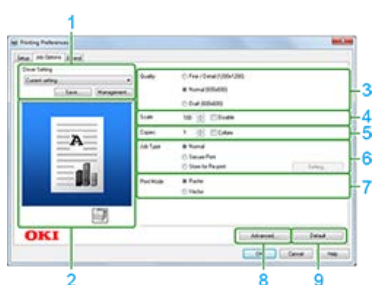 1
Printing Preferences
Setup Job Options Extend
Driver Setting
Current setting
Save... Management...
Quality
Fine / Detail (1200x1200)
Normal (600x600)
Draft (600x600)
3
Scale 100 Disable
4
Copies 1 Collate
5
Job Type
Normal
Secure Print
Store for Re-print
Setting...
6
Print Mode
Raster
Vector
7
A
OKI
Advanced... Default
OK Cancel Help
2
8
9